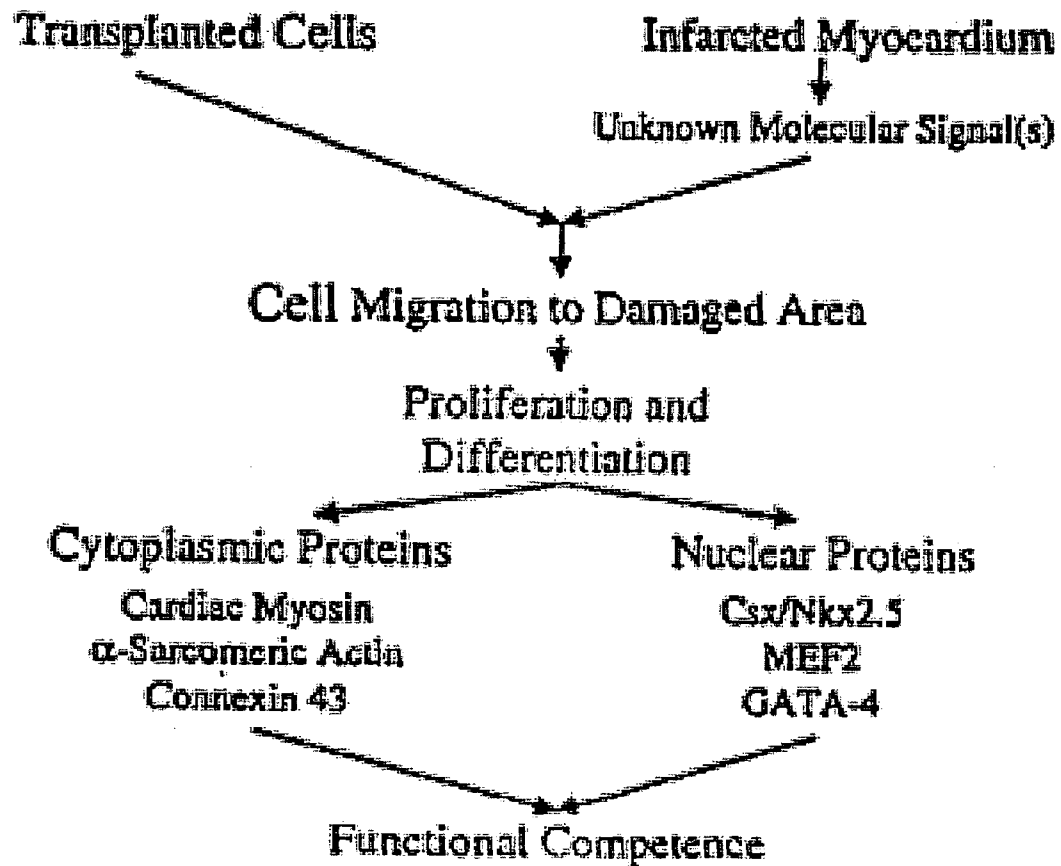 Transplanted Cells
Infarcted Myocardium
Unknown Molecular Signal(s)
Cell Migration to Damaged Area
Proliferation and
Differentiation
Cytoplasmic Proteins
Cardiac Myosin
α-Sarcomeric Actin
Connexin 43
Nuclear Proteins
Csx/Nkx2.5
MEF2
GATA-4
Functional Competence